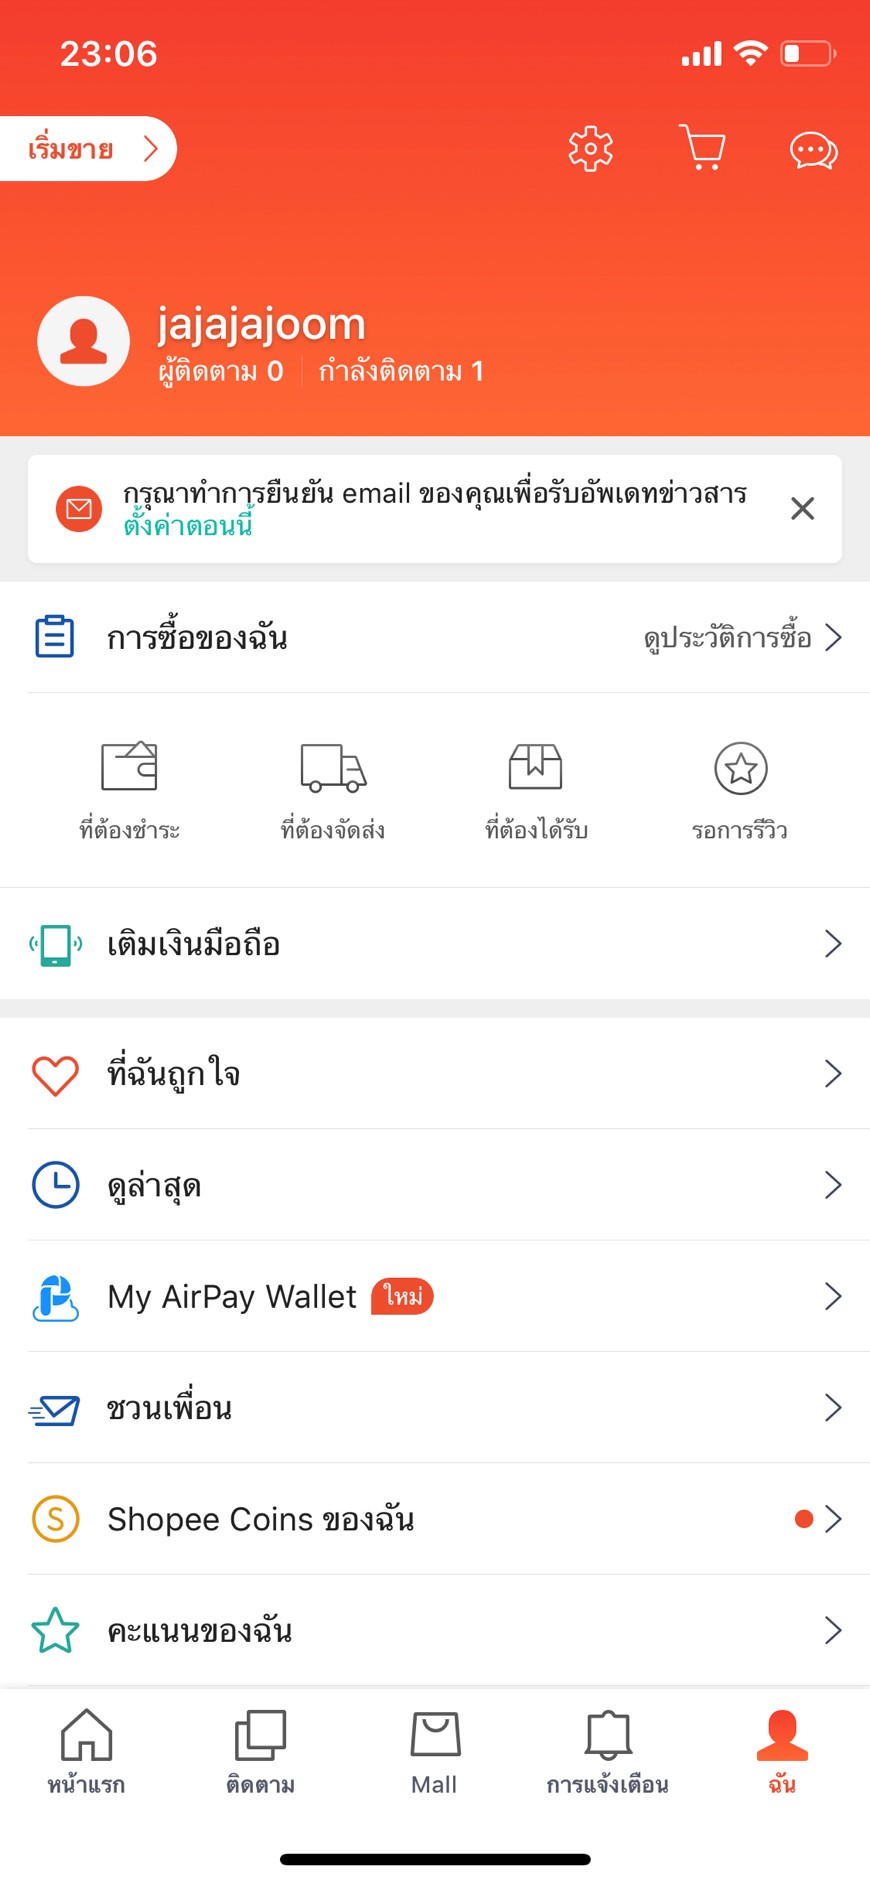 23:06
เริ่มขาย
jajajajoom
ผู้ติดตาม 0 กำลังติดตาม 1
กรุณาทำการยืนยัน email ของคุณเพื่อรับอัพเดทข่าวสาร
ตั้งค่าตอนนี้
การซื้อของฉัน ดูประวัติการซื้อ
ที่ต้องชำระ ที่ต้องจัดส่ง ที่ต้องได้รับ รอการรีวิว
เติมเงินมือถือ
ที่ฉันถูกใจ
ดูล่าสุด
My AirPay Wallet ใหม่
ชวนเพื่อน
Shopee Coins ของฉัน
คะแนนของฉัน
หน้าแรก ติดตาม Mall การแจ้งเตือน ฉัน